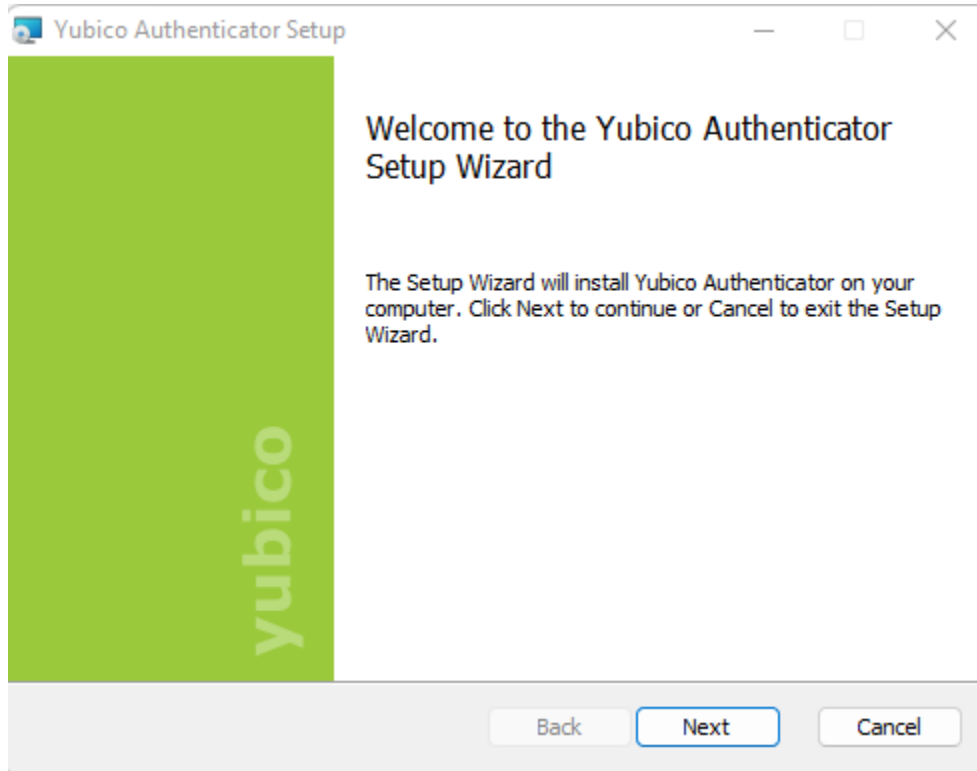 Yubico Authenticator Setup
Welcome to the Yubico Authenticator
Setup Wizard
The Setup Wizard will install Yubico Authenticator on your
computer. Click Next to continue or Cancel to exit the Setup
Wizard.
yubico
Back
Next
Cancel